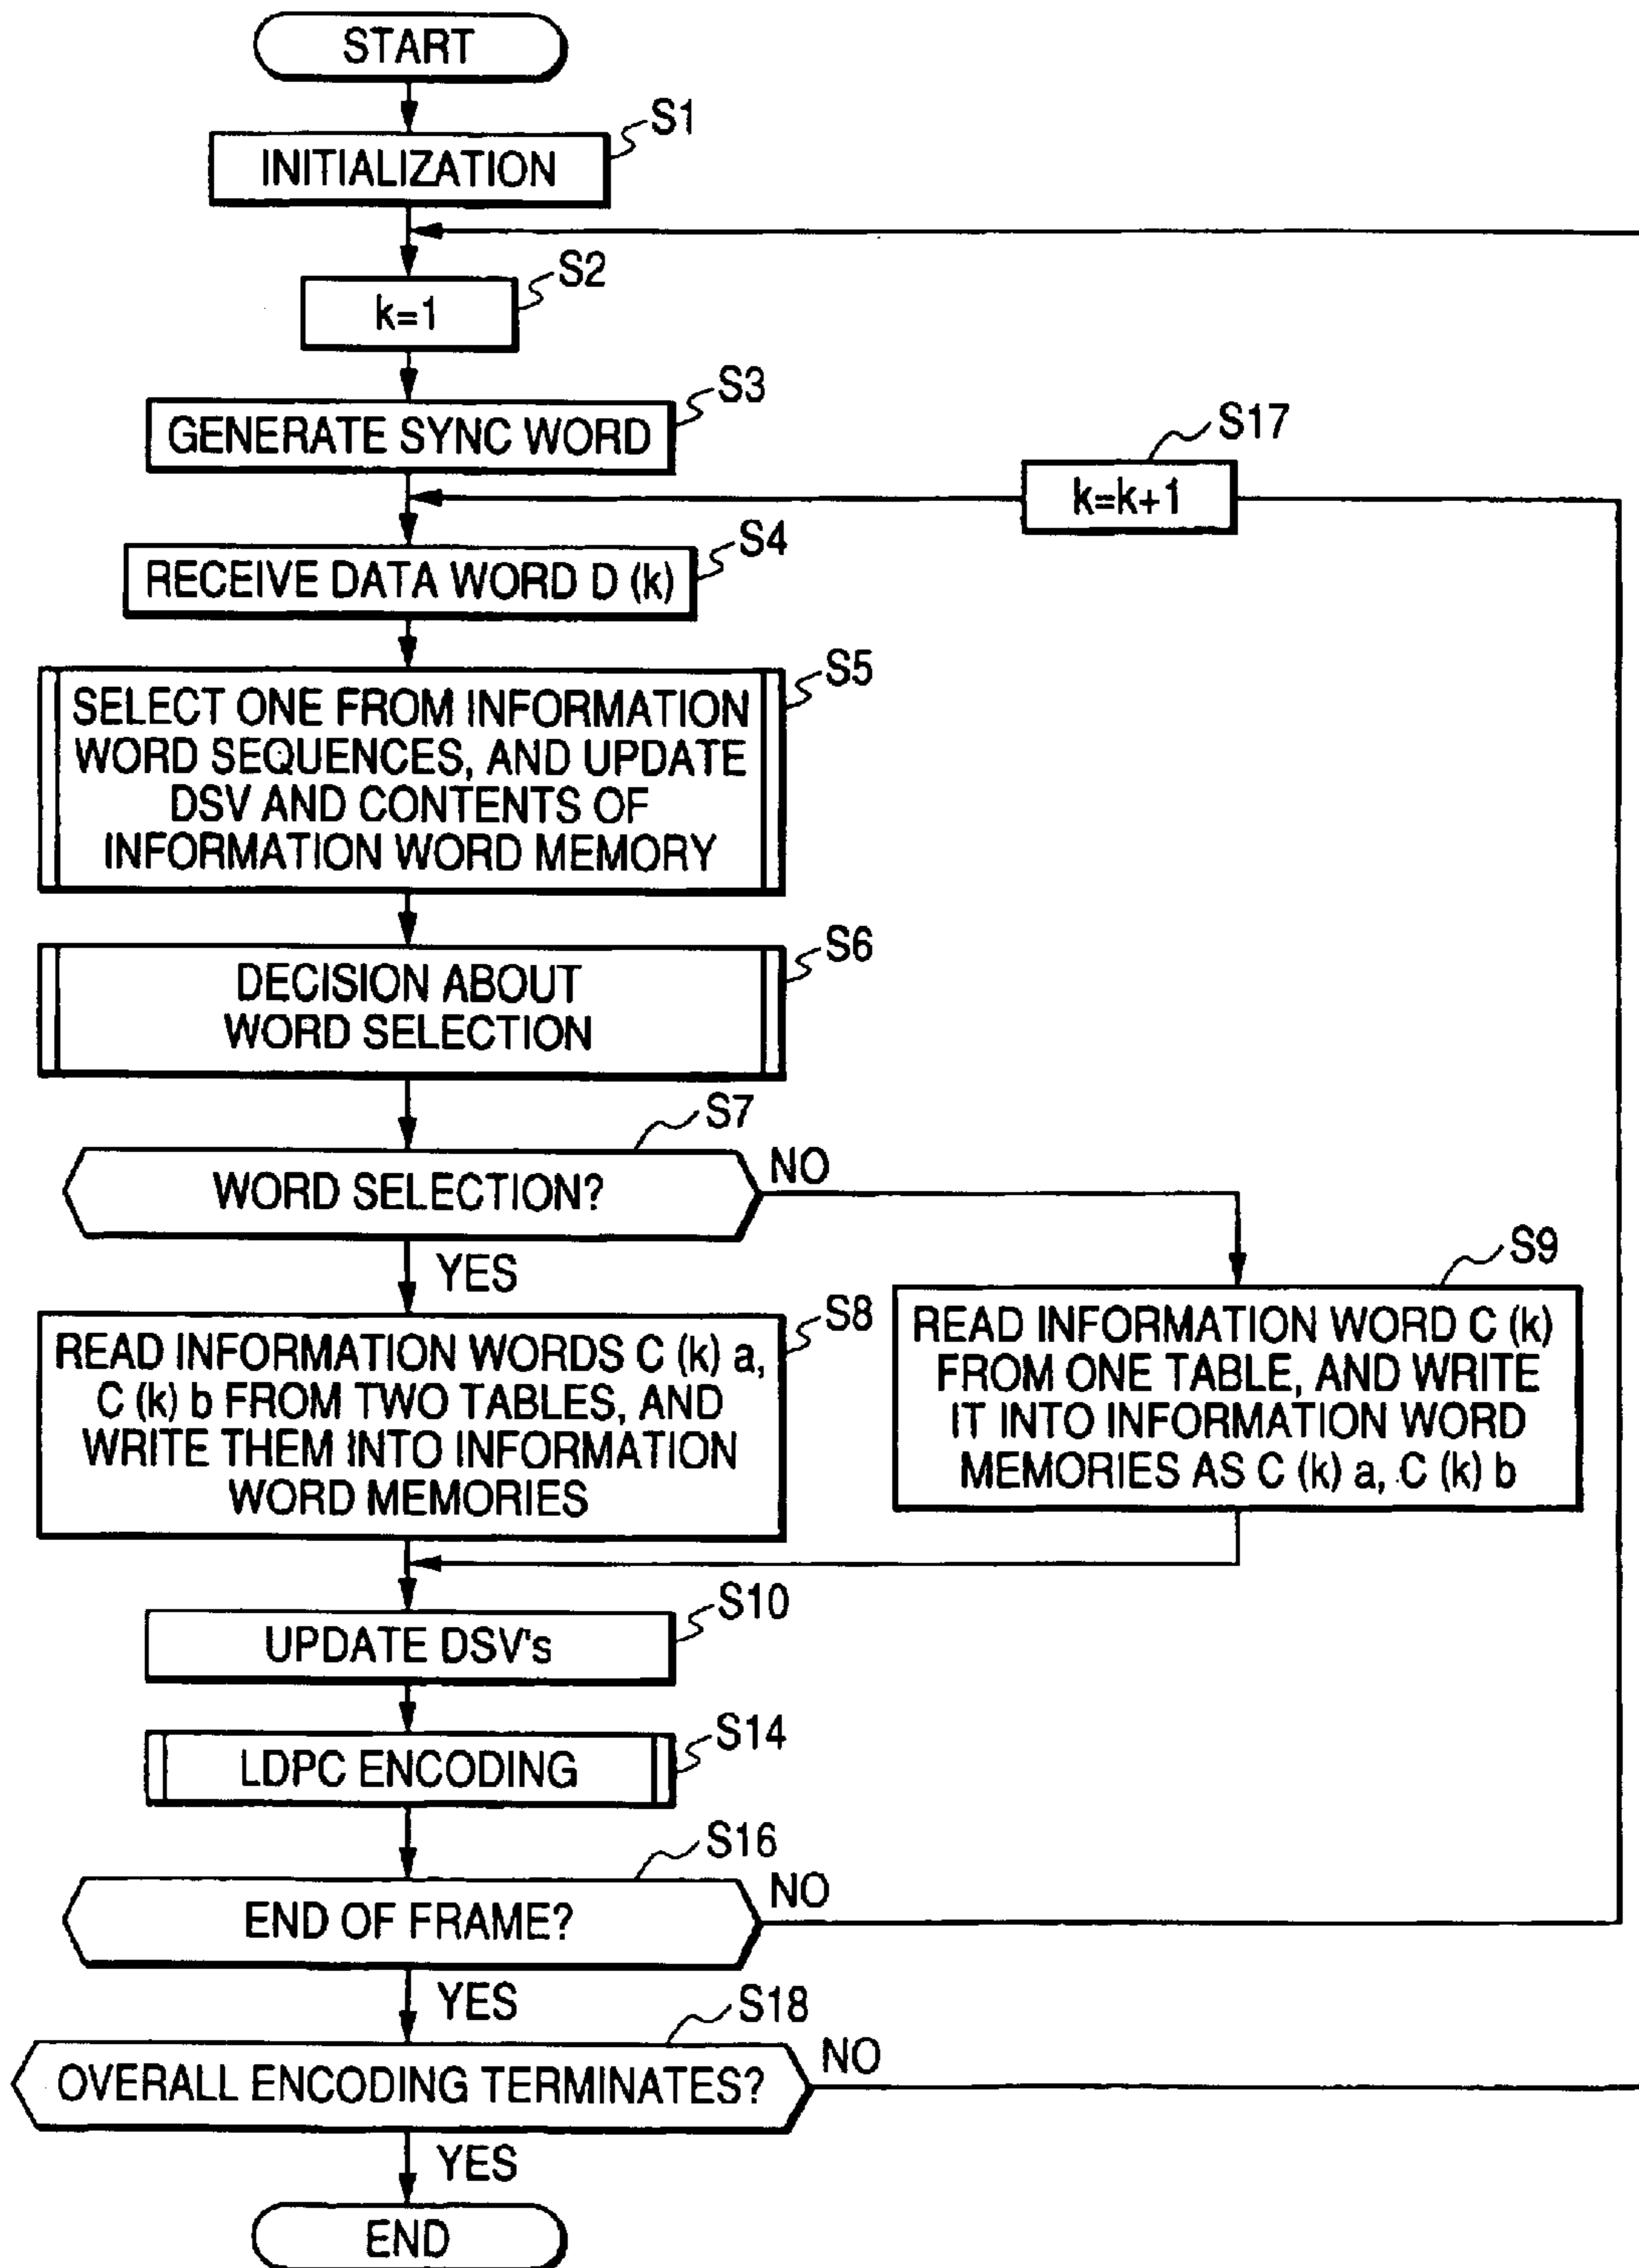 START
S1
INITIALIZATION
S2
k=1
S3
GENERATE SYNC WORD
S17
k=k+1
S4
RECEIVE DATA WORD D (k)
S5
SELECT ONE FROM INFORMATION
WORD SEQUENCES, AND UPDATE
DSV AND CONTENTS OF
INFORMATION WORD MEMORY
S6
DECISION ABOUT
WORD SELECTION
S7
WORD SELECTION?
NO
YES
S8
READ INFORMATION WORDS C (k) a,
C (k) b FROM TWO TABLES, AND
WRITE THEM INTO INFORMATION
WORD MEMORIES
S9
READ INFORMATION WORD C (k)
FROM ONE TABLE, AND WRITE
IT INTO INFORMATION WORD
MEMORIES AS C (k) a, C (k) b
S10
UPDATE DSV's
S14
LDPC ENCODING
S16
END OF FRAME?
NO
YES
S18
OVERALL ENCODING TERMINATES?
NO
YES
END